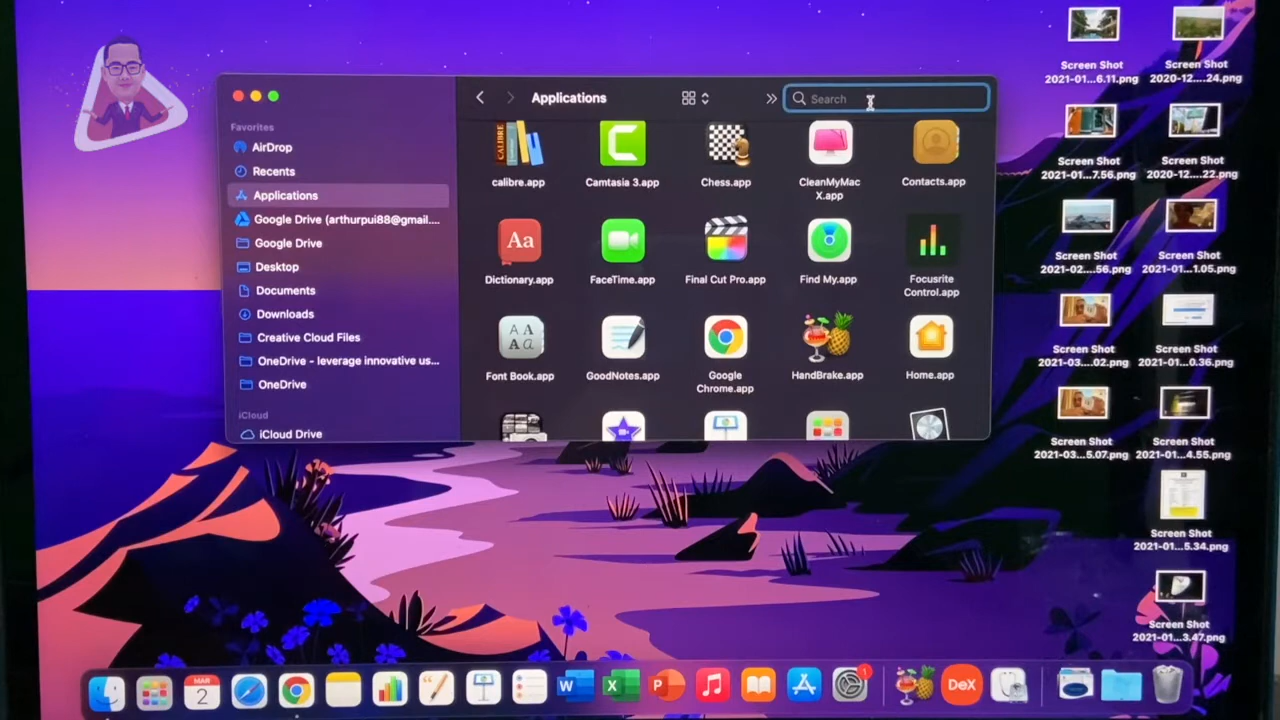 Applications
Search
Favorites
AirDrop
Recents
Applications
Google Drive (arthurpui88@gmail....
Google Drive
Desktop
Documents
Downloads
Creative Cloud Files
OneDrive - leverage innovative us...
OneDrive
iCloud
iCloud Drive
CALIBRE
calibre.app
Camtasia 3.app
Chess.app
CleanMyMac
X.app
Contacts.app
Aa
Dictionary.app
FaceTime.app
Final Cut Pro.app
Find My.app
Focusrite
Control.app
A A
A a
Font Book.app
GoodNotes.app
Google
Chrome.app
HandBrake.app
Home.app
Screen Shot
2021-01...6.11.png
Screen Shot
2020-12....24.png
Screen Shot
2021-01...7.56.png
Screen Shot
2020-12....22.png
Screen Shot
2021-02....56.png
Screen Shot
2021-01...1.05.png
Screen Shot
2021-03....02.png
Screen Shot
2021-01...0.36.png
Screen Shot
2021-03...5.07.png
Screen Shot
2021-01...4.55.png
Screen Shot
2021-01...5.34.png
Screen Shot
2021-01...3.47.png
MAR
2
W
X
P
1
DeX